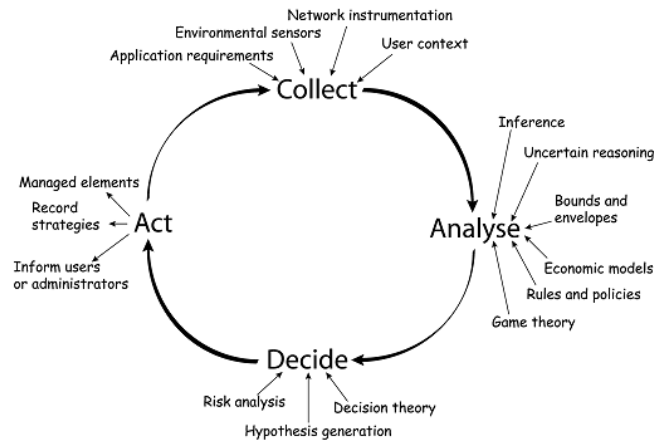 Network instrumentation
Environmental sensors
User context
Application requirements
Collect
Inference
Uncertain reasoning
Bounds and
envelopes
Analyse
Economic models
Rules and policies
Game theory
Managed elements
Record
strategies
Act
Inform users
or administrators
Decide
Risk analysis
Decision theory
Hypothesis generation